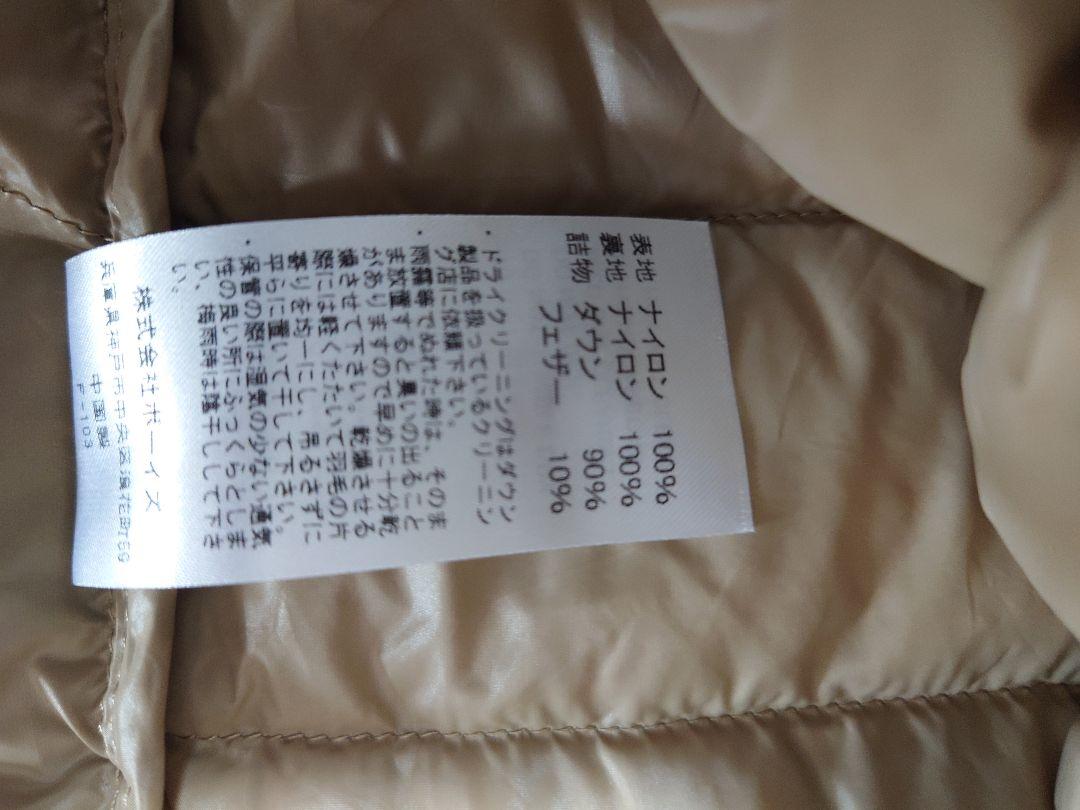 表地 ナイロン 100%
裏地 ナイロン 100%
詰物 ダウン 90%
フェザー 10%
・ドライクリーニングはダウン
製品を扱っているクリーニン
グ店に依頼下さい。
・雨露等でぬれた時は、そのま
ま放置すると臭いの出ること
がありますので早めに十分乾
燥させて下さい。乾燥させる
際には軽くたたいて羽毛の片
寄りを均一にし、吊るさずに
平らに置いて干して下さい。
・保管の際は湿気の少ない通気
性の良い所にふっくらとしま
い、梅雨時は陰干しして下さ
い。
株式会社ボーイズ
兵庫県神戸市中央区浪花町59
中国製
F-103